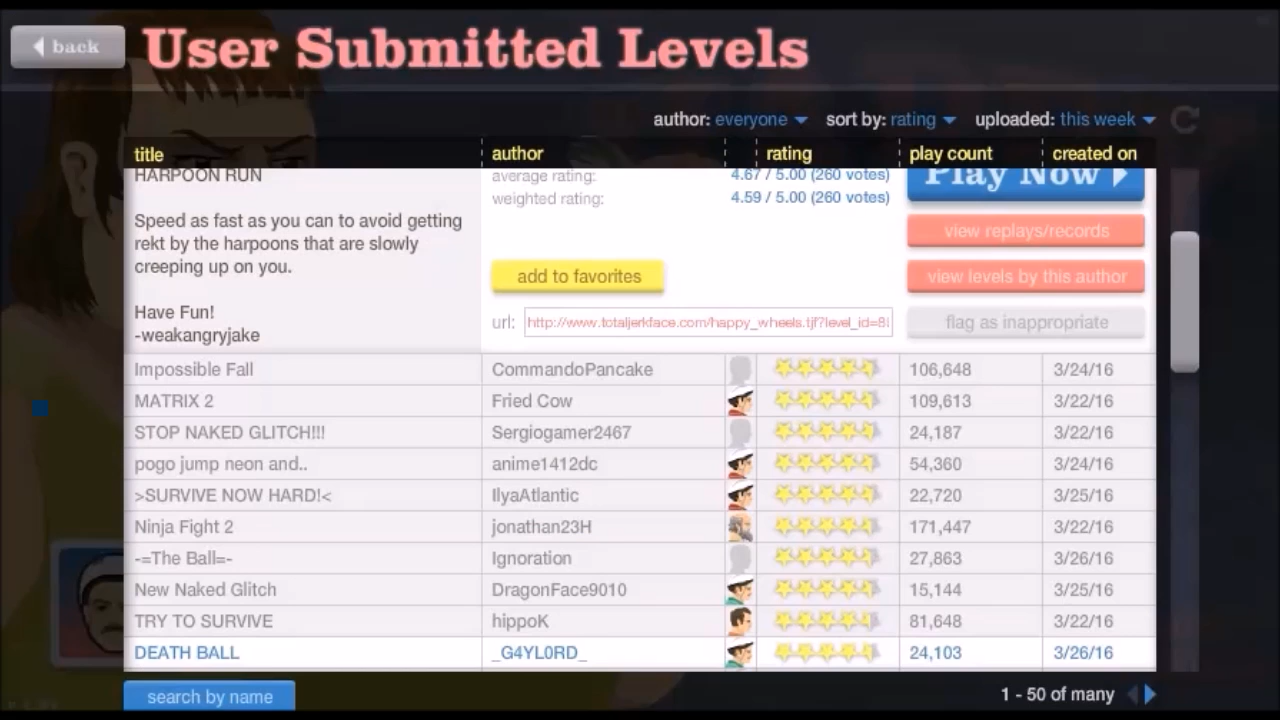 back
User Submitted Levels
author: everyone sort by: rating uploaded: this week
title author rating play count created on
HARPOON RUN
average rating: 4.67 / 5.00 (260 votes)
Play Now
weighted rating: 4.59 / 5.00 (260 votes)
Speed as fast as you can to avoid getting
rekt by the harpoons that are slowly
creeping up on you.
view replays/records
add to favorites
view levels by this author
Have Fun!
-weakangryjake
url: http://www.totaljerkface.com/happy_wheels.tjf?level_id=8
flag as inappropriate
Impossible Fall CommandoPancake 106,648 3/24/16
MATRIX 2 Fried Cow 109,613 3/22/16
STOP NAKED GLITCH!!! Sergiogamer2467 24,187 3/22/16
pogo jump neon and.. anime1412dc 54,360 3/24/16
>SURVIVE NOW HARD!< IlyaAtlantic 22,720 3/25/16
Ninja Fight 2 jonathan23H 171,447 3/22/16
-=The Ball=- Ignoration 27,863 3/26/16
New Naked Glitch DragonFace9010 15,144 3/25/16
TRY TO SURVIVE hippoK 81,648 3/22/16
DEATH BALL _G4YL0RD_ 24,103 3/26/16
search by name
1 - 50 of many